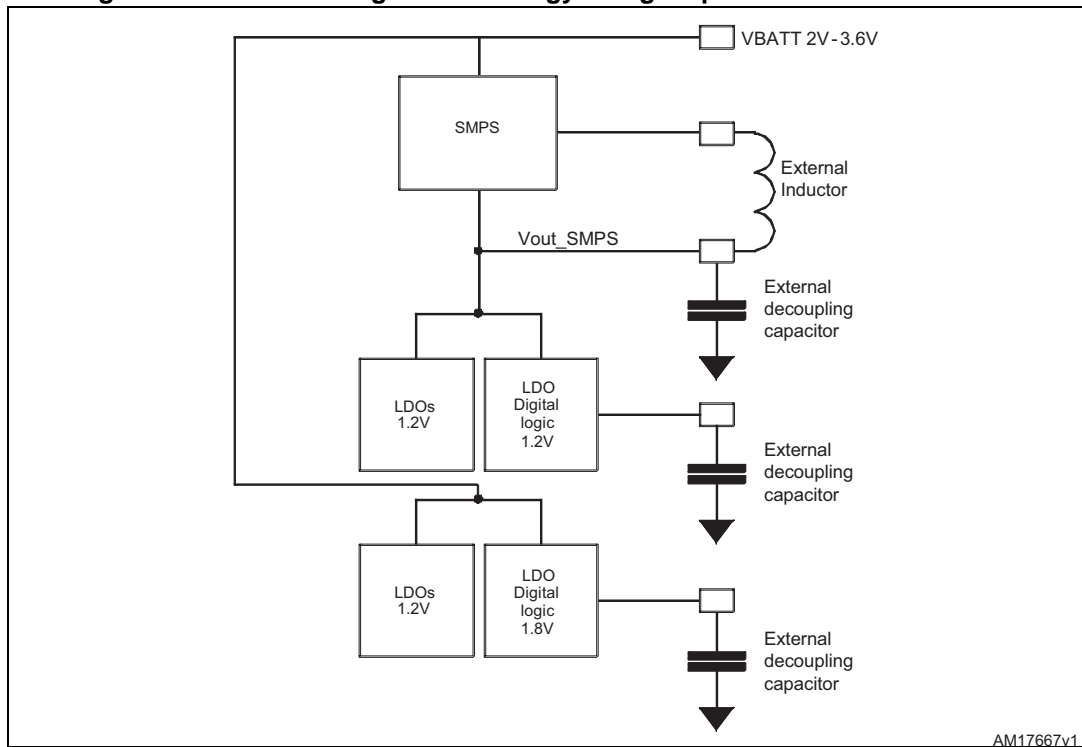 VBATT 2V-3.6V
SMPS
External
Inductor
Vout_SMPS
External
decoupling
capacitor
LDOs
1.2V
LDO
Digital
logic
1.2V
External
decoupling
capacitor
LDOs
1.2V
LDO
Digital
logic
1.8V
External
decoupling
capacitor
AM17667v1